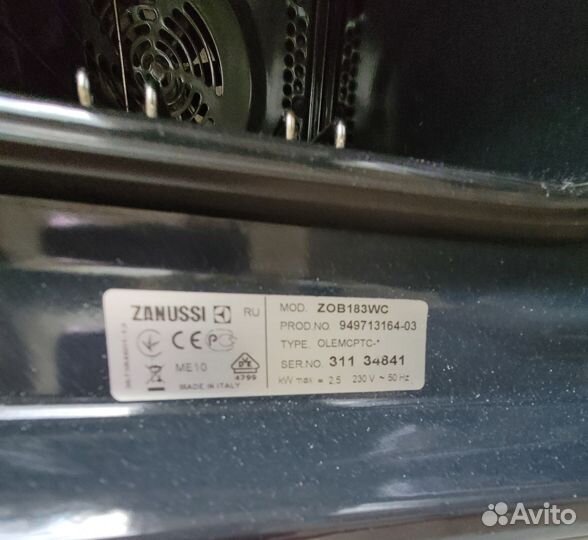 ZANUSSI RU
ME10
4799
MADE IN ITALY
MOD. ZOB183WC
PROD.NO. 949713164-03
TYPE. OLEMCPTC-*
SER.NO. 311 34841
kW max = 2.5 230 V ~ 50 Hz
Avito